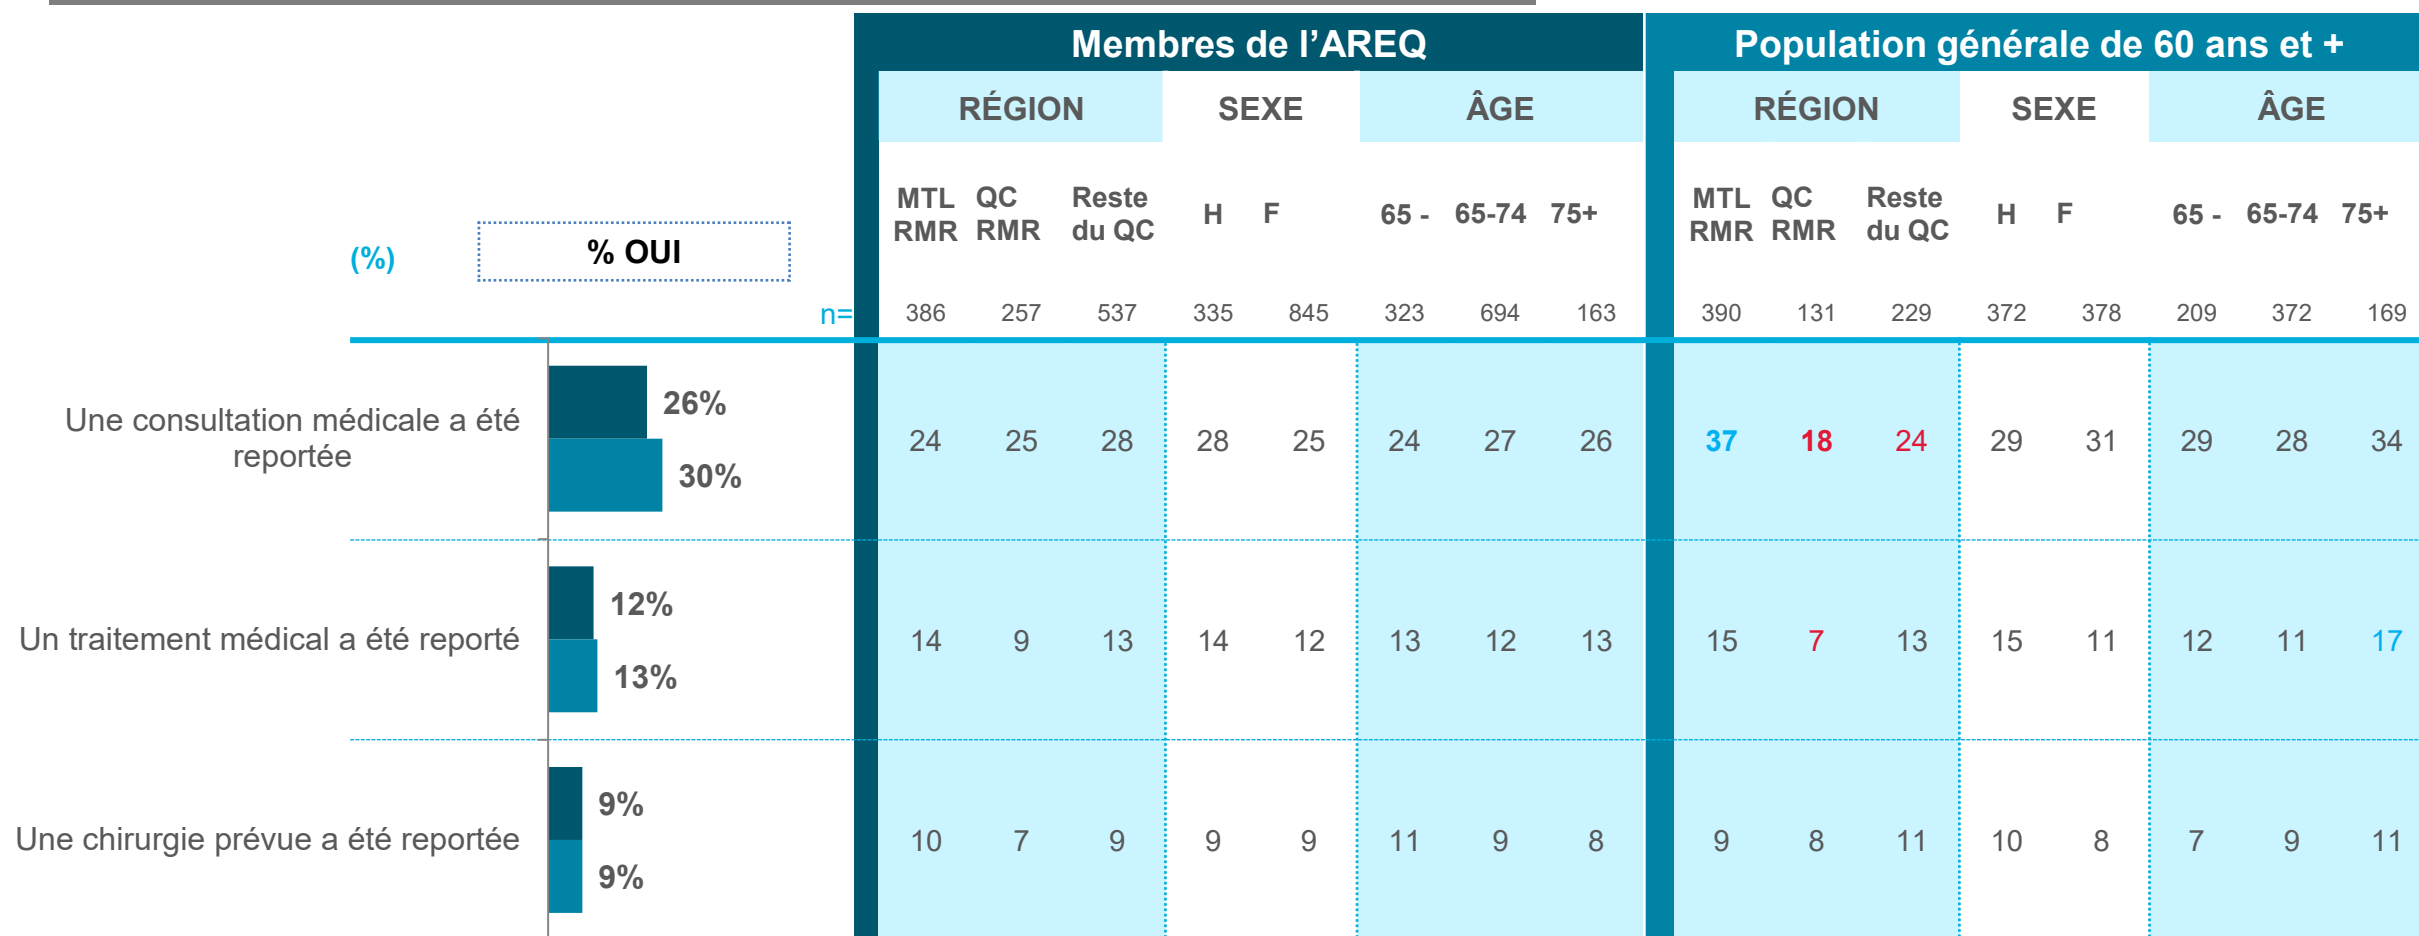 Membres de l’AREQ Population générale de 60 ans et +
RÉGION SEXE ÂGE RÉGION SEXE ÂGE
MTL RMR QC RMR Reste du QC H F 65 - 65-74 75+ MTL RMR QC RMR Reste du QC H F 65 - 65-74 75+
(%) % OUI
n= 386 257 537 335 845 323 694 163 390 131 229 372 378 209 372 169
Une consultation médicale a été
reportée
26%
30%
24 25 28 28 25 24 27 26 37 18 24 29 31 29 28 34
Un traitement médical a été reporté
12%
13%
14 9 13 14 12 13 12 13 15 7 13 15 11 12 11 17
Une chirurgie prévue a été reportée
9%
9%
10 7 9 9 9 11 9 8 9 8 11 10 8 7 9 11